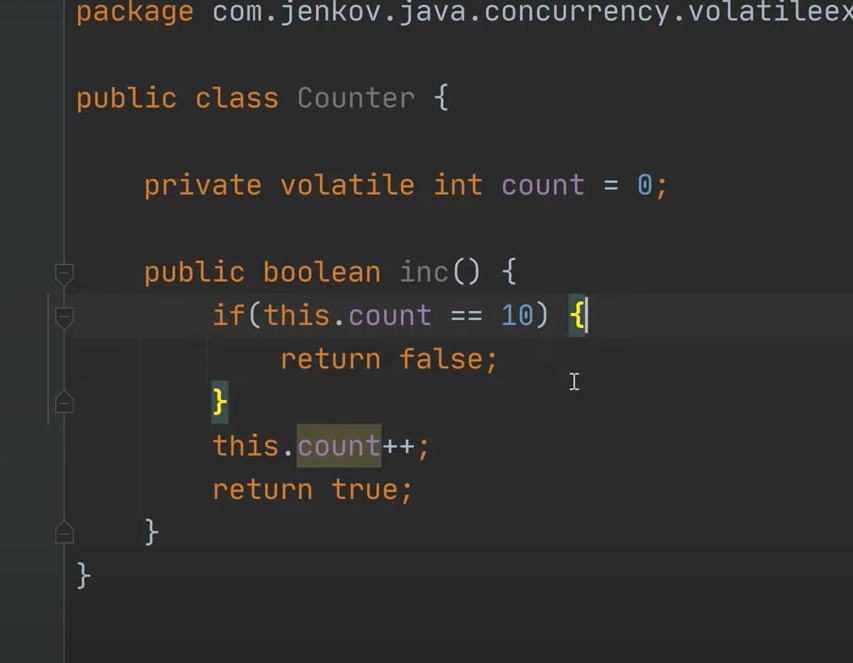 package com.jenkov.java.concurrency.volatileex
public class Counter {
private volatile int count = 0;
public boolean inc() {
if(this.count == 10) {
return false;
}
this.count++;
return true;
}
}